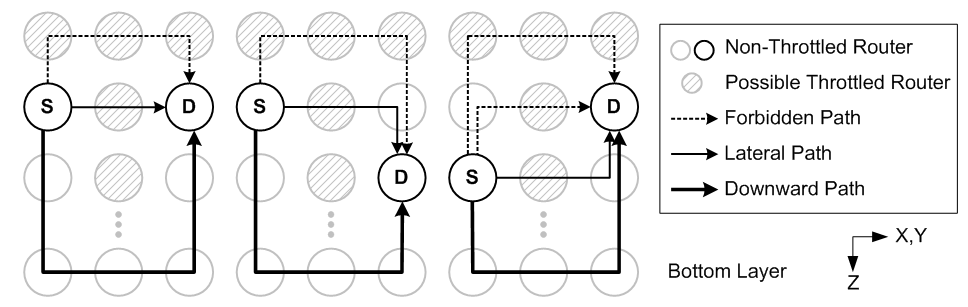 S
D
S
D
S
D
Non-Throttled Router
Possible Throttled Router
Forbidden Path
Lateral Path
Downward Path
X,Y
Z
Bottom Layer